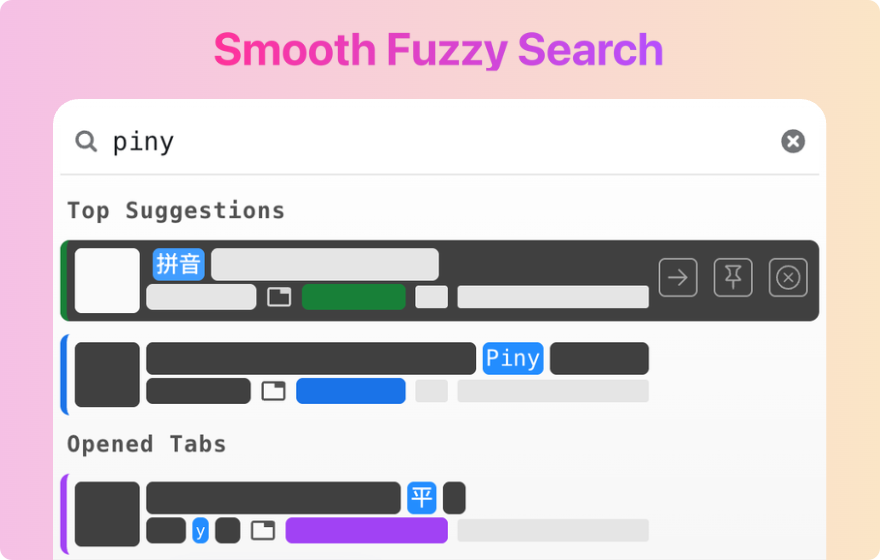 Smooth Fuzzy Search
piny
Top Suggestions
拼音
Piny
Opened Tabs
平
y